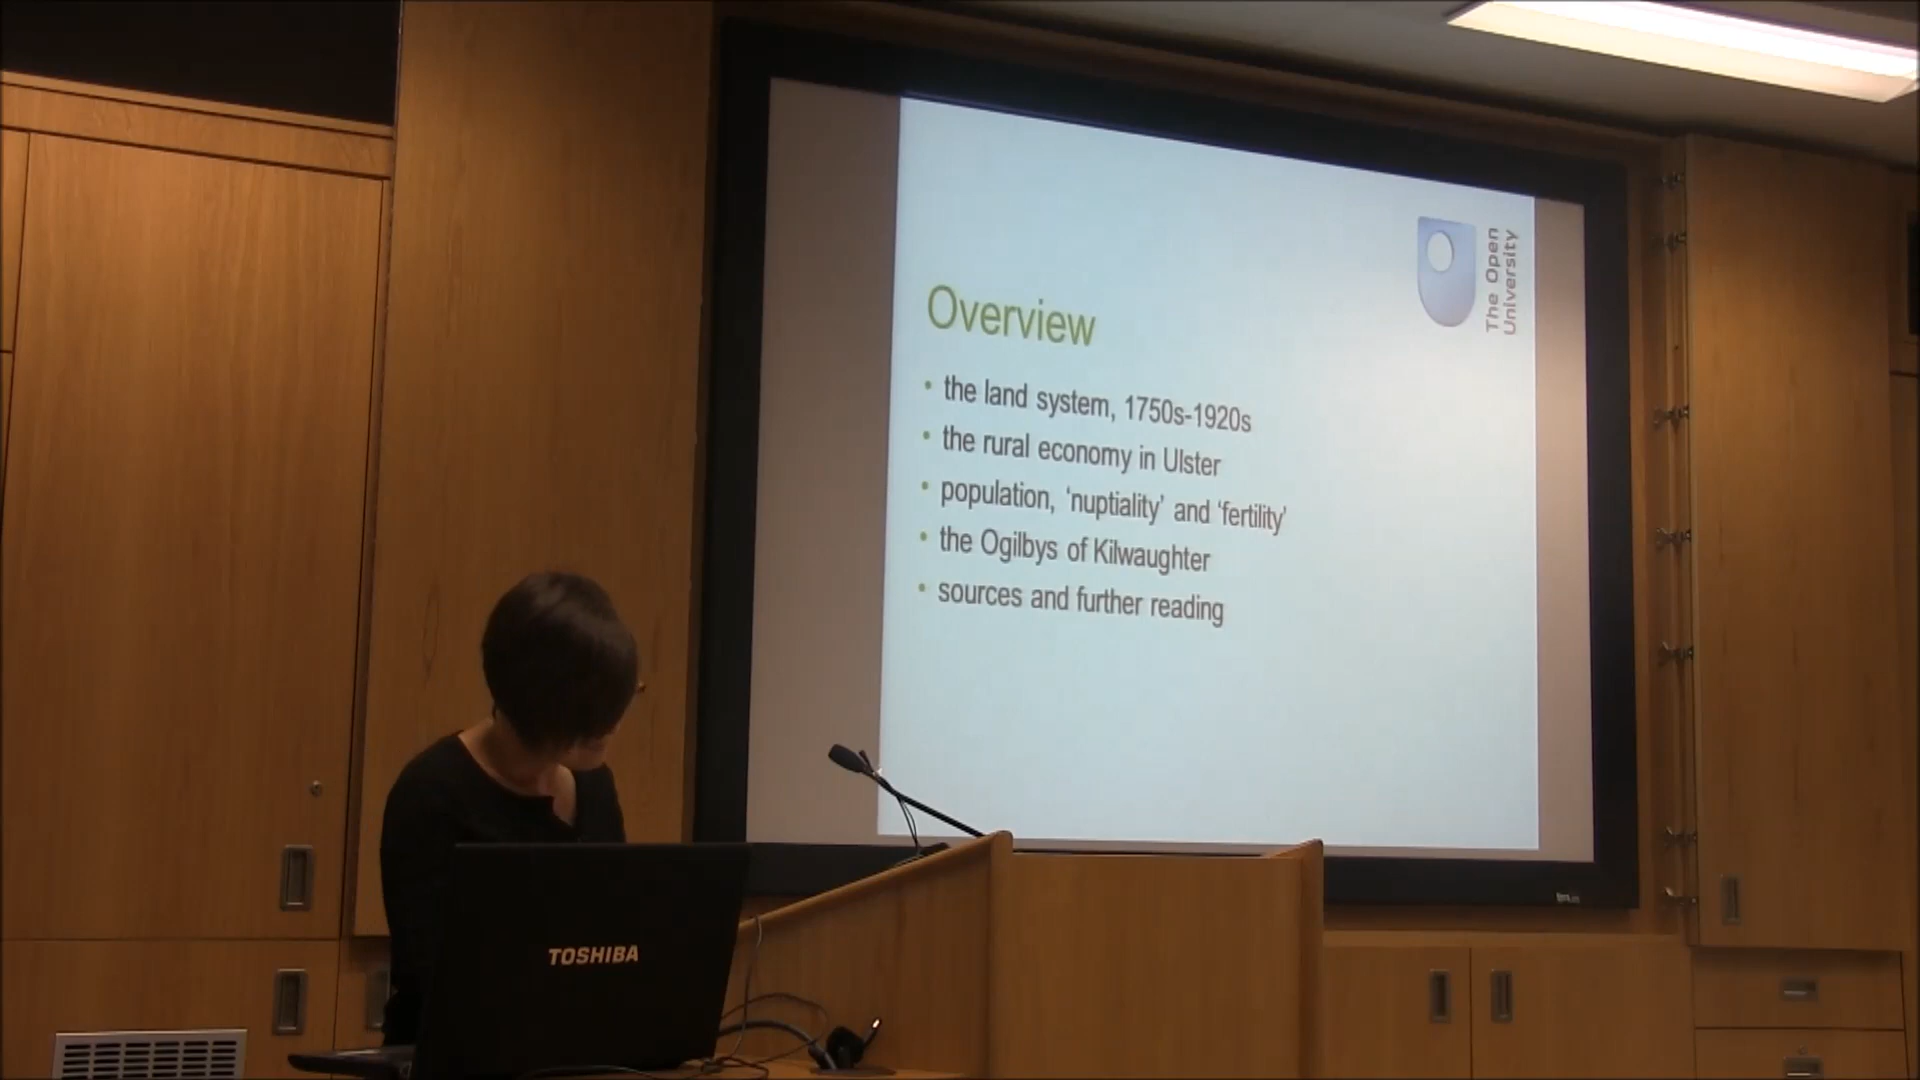 The Open
University
Overview
• the land system, 1750s-1920s
• the rural economy in Ulster
• population, ‘nuptiality’ and ‘fertility’
• the Ogilbys of Kilwaughter
• sources and further reading
TOSHIBA